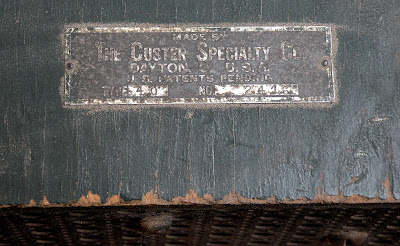 MADE BY
THE CUSTER SPECIALTY CO.
DAYTON O. U.S.A.
U.S. PATENTS PENDING
TYPE NO.